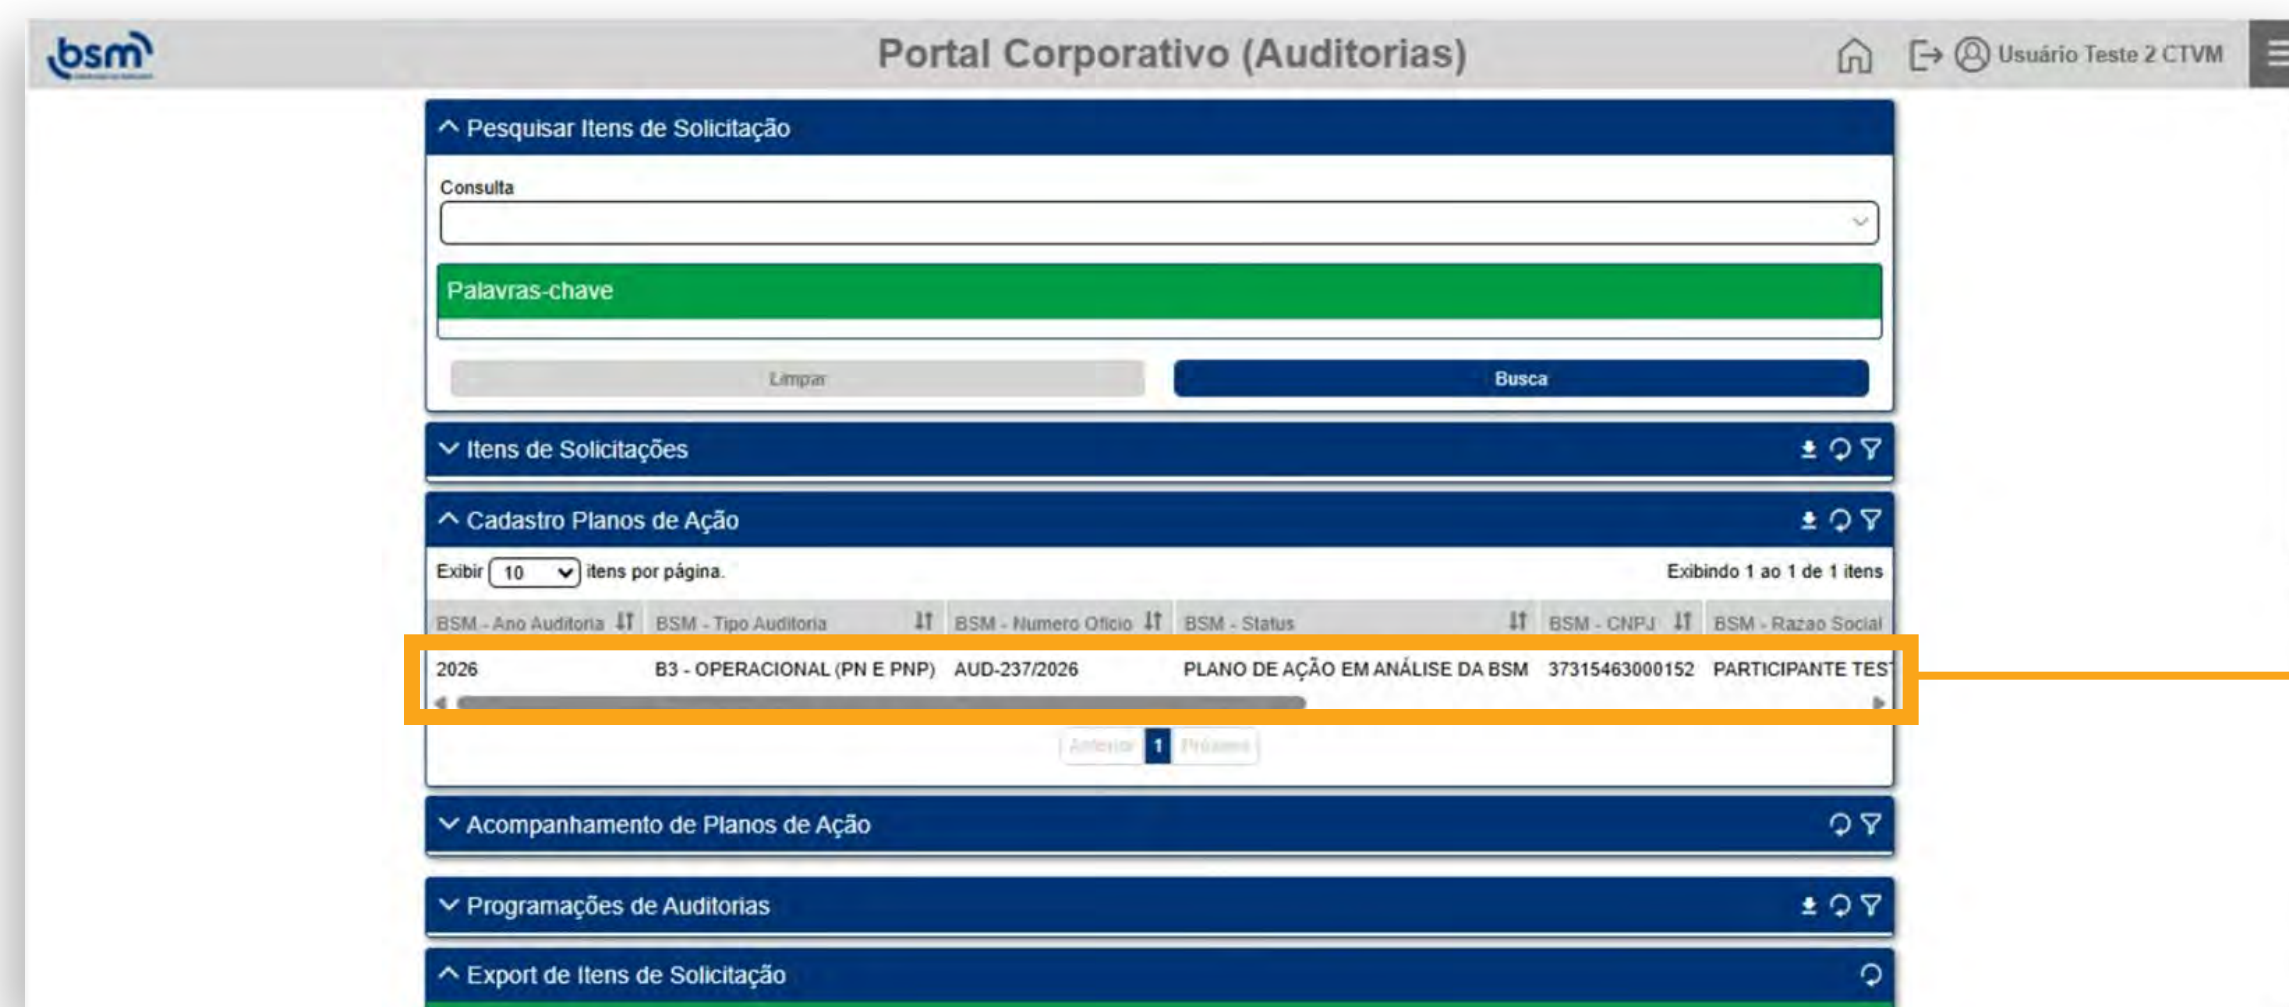 bsm
Portal Corporativo (Auditorias)
Usuário Teste 2 CTVM
Pesquisar Itens de Solicitação
Consulta
Palavras-chave
Limpar
Busca
Itens de Solicitações
Cadastro Planos de Ação
Exibir 10 itens por página.
Exibindo 1 ao 1 de 1 itens
BSM - Ano Auditoria BSM - Tipo Auditoria BSM - Numero Oficio BSM - Status BSM - CNPJ BSM - Razao Social
2026 B3 - OPERACIONAL (PN E PNP) AUD-237/2026 PLANO DE AÇÃO EM ANÁLISE DA BSM 37315463000152 PARTICIPANTE TES
Anterior 1 Próximo
Acompanhamento de Planos de Ação
Programações de Auditorias
Export de Itens de Solicitação